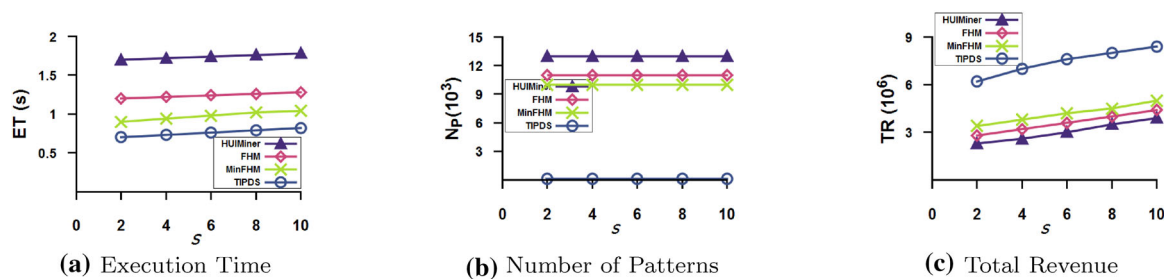 2
1.5
1
0.5
ET (s)
HUIMiner
FHM
MinFHM
TIPDS
0 2 4 6 8 10
s
(a) Execution Time
15
12
9
6
3
Np(10³)
HUIMiner
FHM
MinFHM
TIPDS
0 2 4 6 8 10
s
(b) Number of Patterns
9
6
3
TR (10⁶)
HUIMiner
FHM
MinFHM
TIPDS
0 2 4 6 8 10
s
(c) Total Revenue